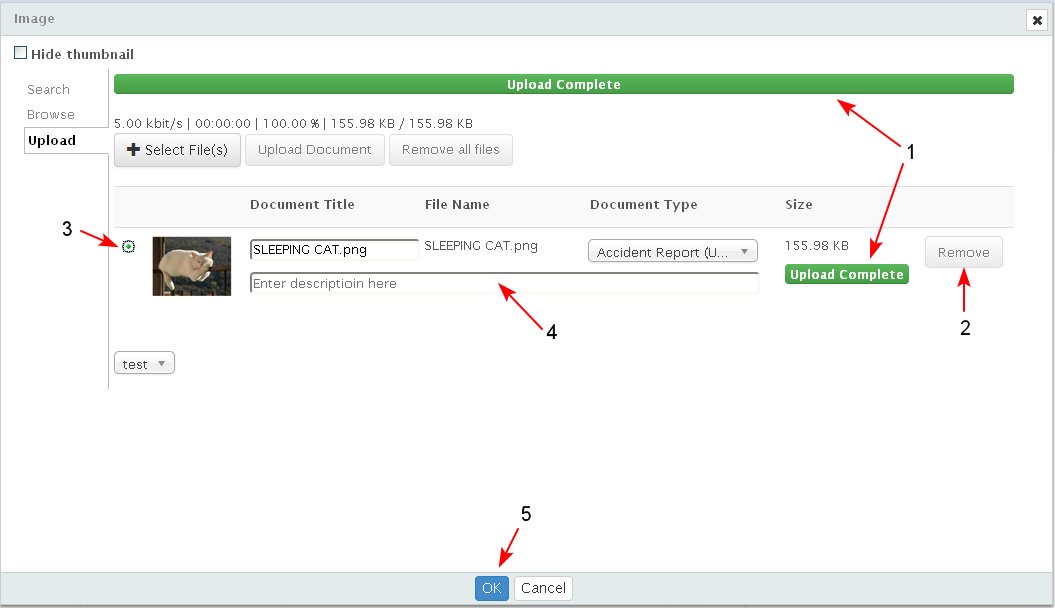 Image
Hide thumbnail
Search
Browse
Upload
Upload Complete
5.00 kbit/s | 00:00:00 | 100.00 % | 155.98 KB / 155.98 KB
Select File(s) Upload Document Remove all files
1
Document Title File Name Document Type Size
3
SLEEPING CAT.png SLEEPING CAT.png Accident Report (U... 155.98 KB Remove
Upload Complete
Enter descriptioin here
4
2
test
5
OK Cancel